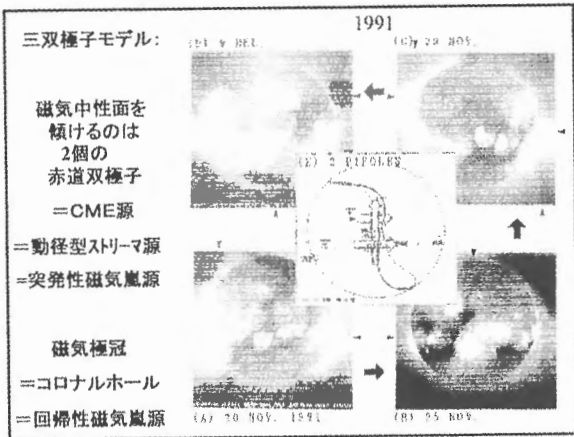 三双極子モデル:
磁気中性面を
傾けるのは
2個の
赤道双極子
=CME源
=動径型ストリーマ源
=突発性磁気嵐源
磁気極冠
=コロナルホール
=回帰性磁気嵐源
1991
(C) 28 NOV.
(A) 20 NOV. 1991
(B) 25 NOV.